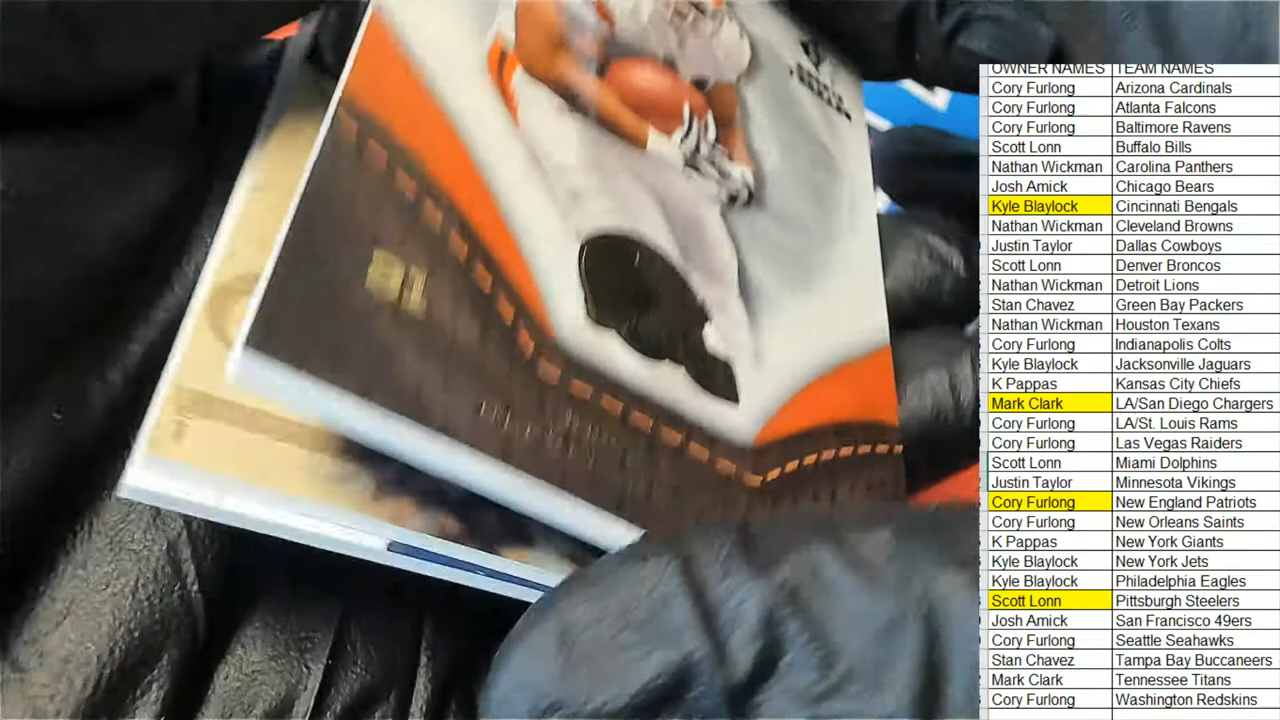 OWNER NAMES TEAM NAMES
Cory Furlong Arizona Cardinals
Cory Furlong Atlanta Falcons
Cory Furlong Baltimore Ravens
Scott Lonn Buffalo Bills
Nathan Wickman Carolina Panthers
Josh Amick Chicago Bears
Kyle Blaylock Cincinnati Bengals
Nathan Wickman Cleveland Browns
Justin Taylor Dallas Cowboys
Scott Lonn Denver Broncos
Nathan Wickman Detroit Lions
Stan Chavez Green Bay Packers
Nathan Wickman Houston Texans
Cory Furlong Indianapolis Colts
Kyle Blaylock Jacksonville Jaguars
K Pappas Kansas City Chiefs
Mark Clark LA/San Diego Chargers
Cory Furlong LA/St. Louis Rams
Cory Furlong Las Vegas Raiders
Scott Lonn Miami Dolphins
Justin Taylor Minnesota Vikings
Cory Furlong New England Patriots
Cory Furlong New Orleans Saints
K Pappas New York Giants
Kyle Blaylock New York Jets
Kyle Blaylock Philadelphia Eagles
Scott Lonn Pittsburgh Steelers
Josh Amick San Francisco 49ers
Cory Furlong Seattle Seahawks
Stan Chavez Tampa Bay Buccaneers
Mark Clark Tennessee Titans
Cory Furlong Washington Redskins